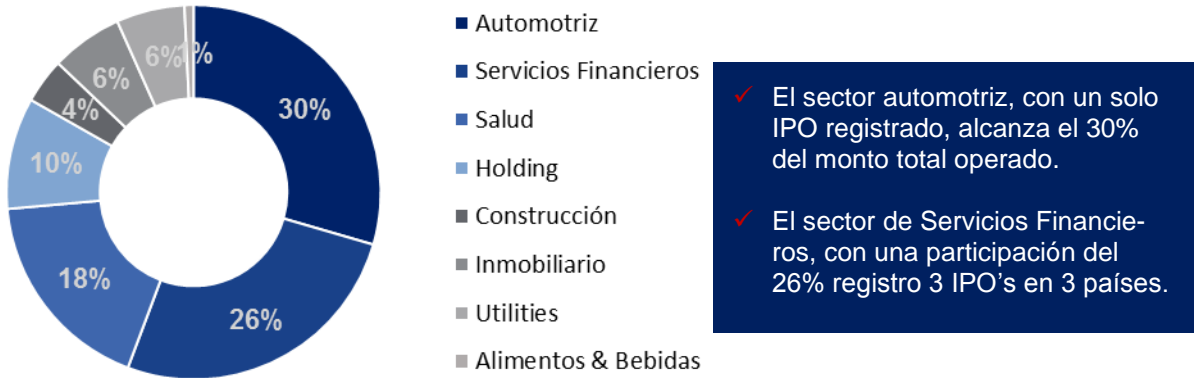 30%
26%
18%
10%
4%
6%
6%
1%
Automotriz
Servicios Financieros
Salud
Holding
Construcción
Inmobiliario
Utilities
Alimentos & Bebidas
El sector automotriz, con un solo
IPO registrado, alcanza el 30%
del monto total operado.
El sector de Servicios Financie-
ros, con una participación del
26% registro 3 IPO’s en 3 países.